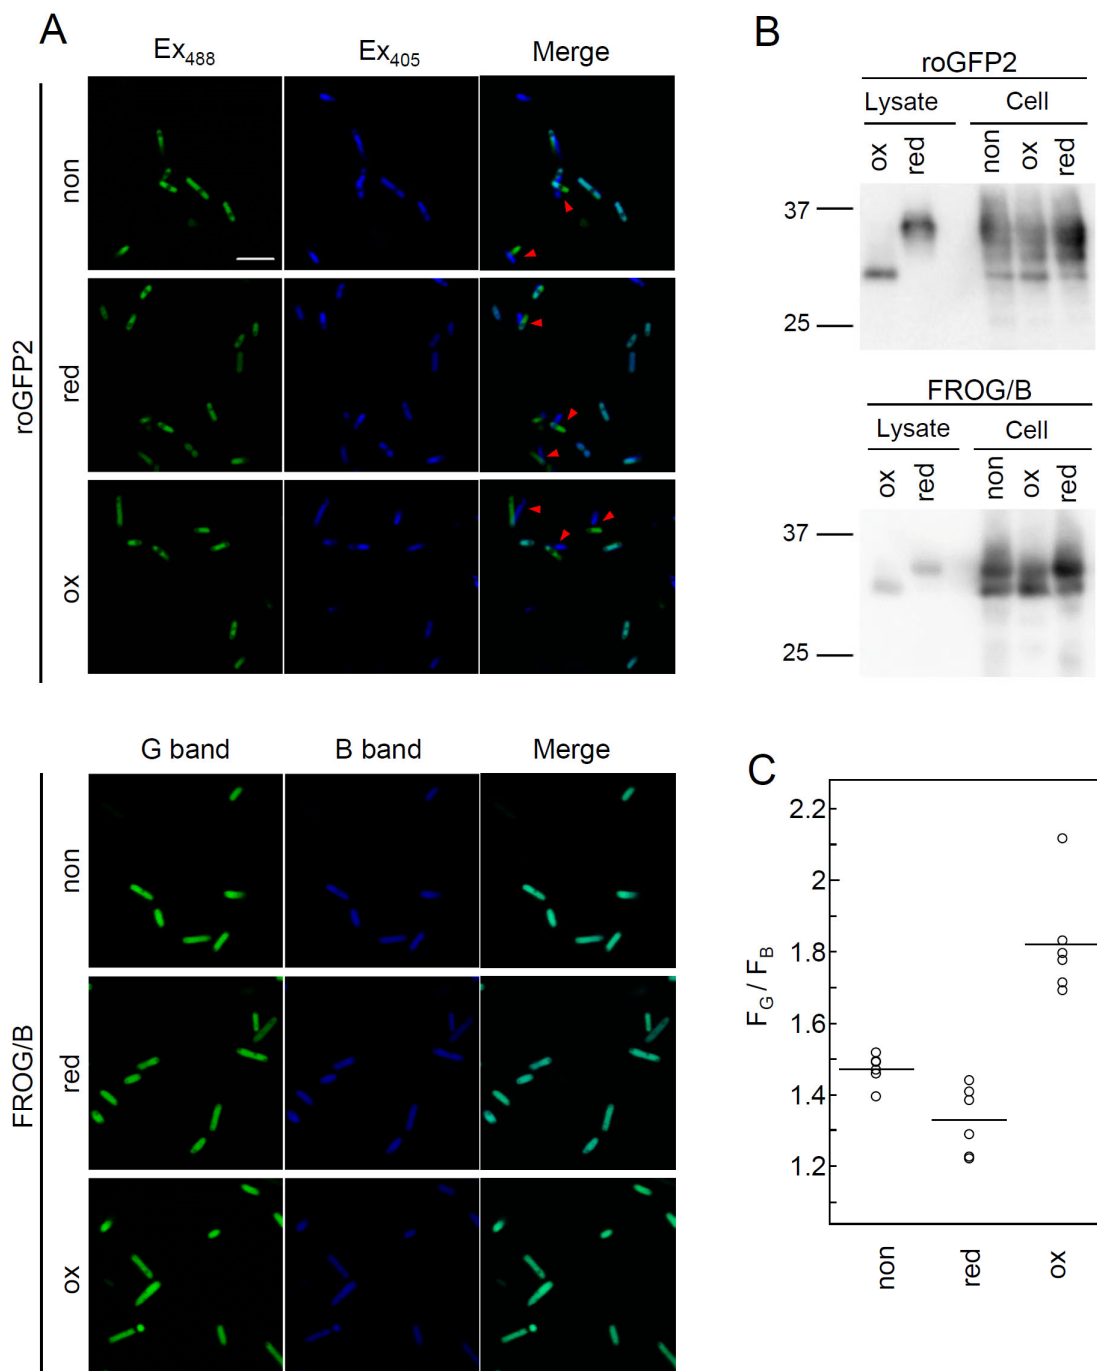 A
Ex488 Ex405 Merge
roGFP2
non
red
ox
G band B band Merge
FROG/B
non
red
ox
B
roGFP2
Lysate Cell
ox red non ox red
37
25
FROG/B
Lysate Cell
ox red non ox red
37
25
C
FG / FB
2.2
2
1.8
1.6
1.4
1.2
non red ox